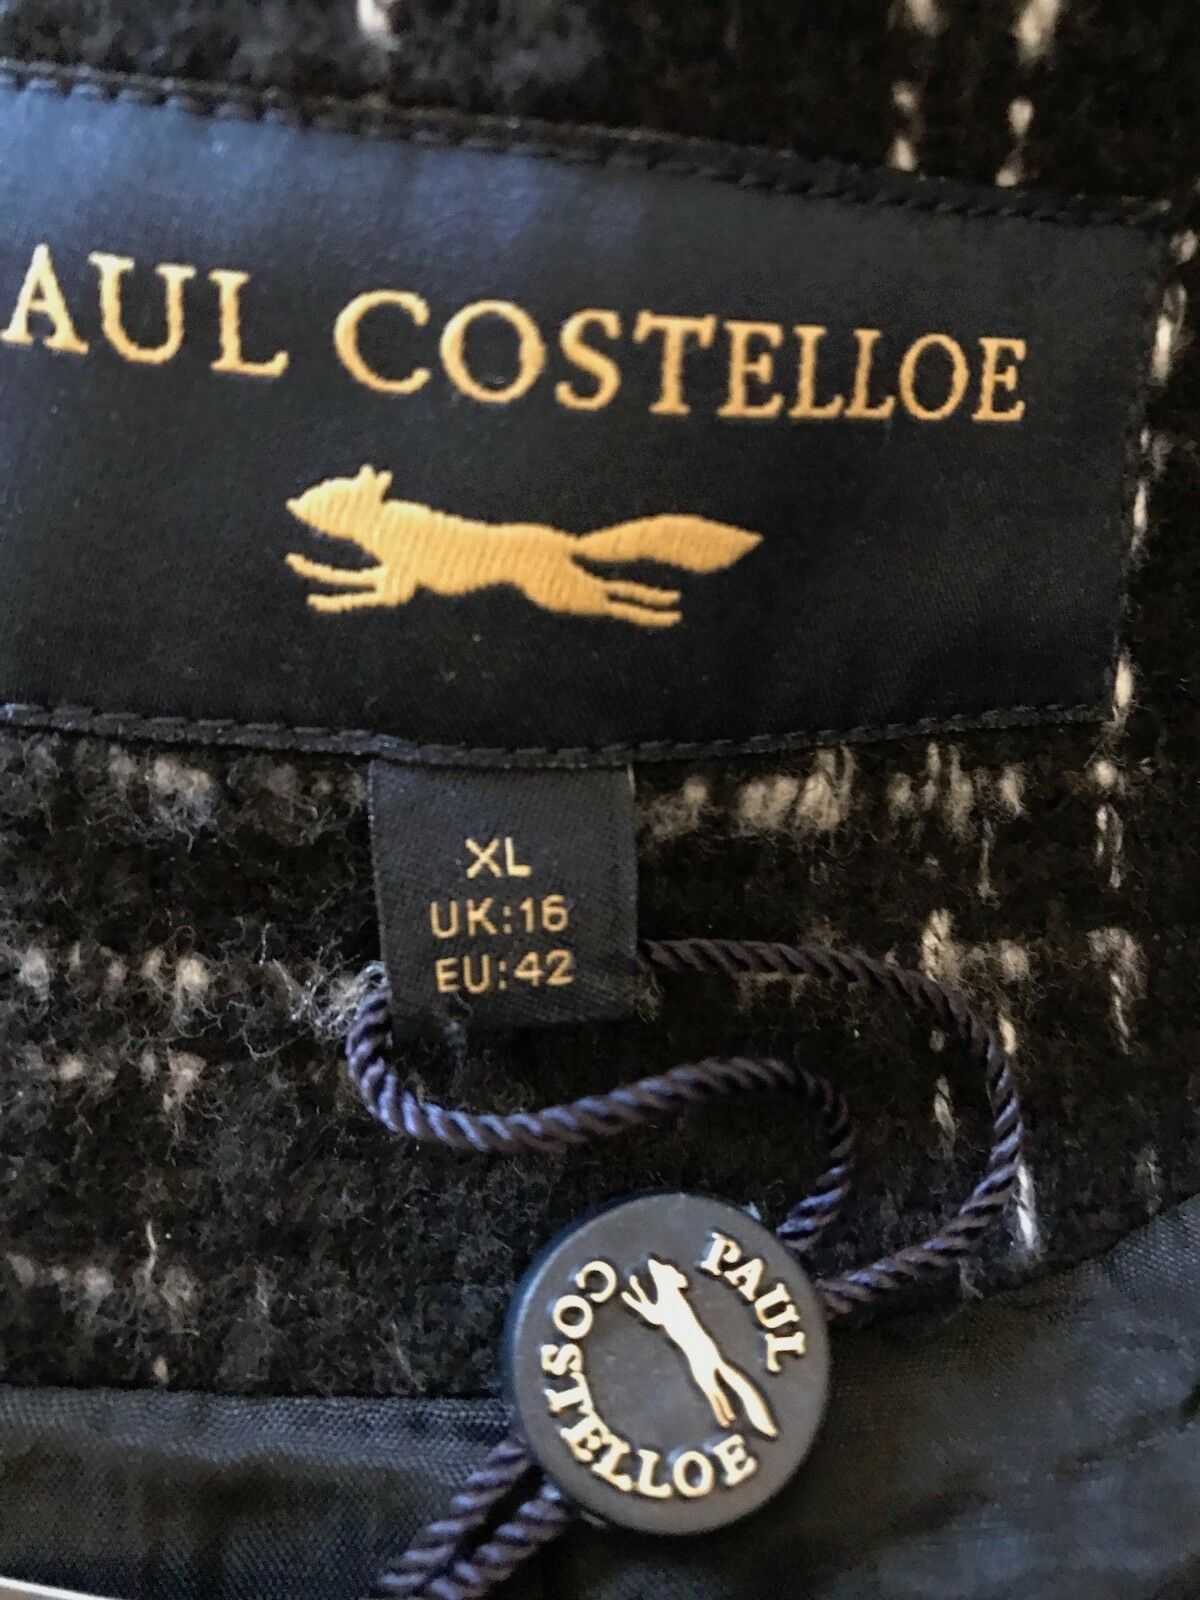 AUL COSTELLOE
XL
UK:16
EU:42
PAUL
COSTELLOE